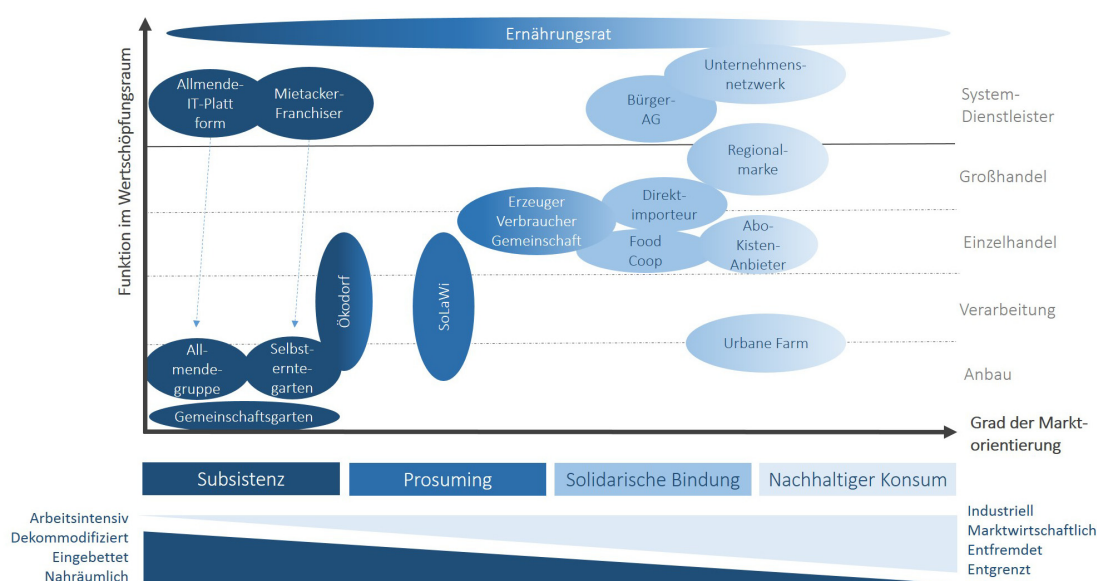 Ernährungsrat
Funktion im Wertschöpfungsraum
Allmende-
IT-Platt
form
Mietacker-
Franchiser
Bürger-
AG
Unternehmens-
netzwerk
System-
Dienstleister
Regional-
marke
Großhandel
Erzeuger
Verbraucher
Gemeinschaft
Direkt-
importeur
Food
Coop
Abo-
Kisten-
Anbieter
Einzelhandel
Ökodorf
SoLaWi
Verarbeitung
All-
mende-
gruppe
Selbst-
ernte-
garten
Urbane Farm
Anbau
Gemeinschaftsgarten
Grad der Markt-
orientierung
Subsistenz
Prosuming
Solidarische Bindung
Nachhaltiger Konsum
Arbeitsintensiv
Dekommodifiziert
Eingebettet
Nahräumlich
Industriell
Marktwirtschaftlich
Entfremdet
Entgrenzt